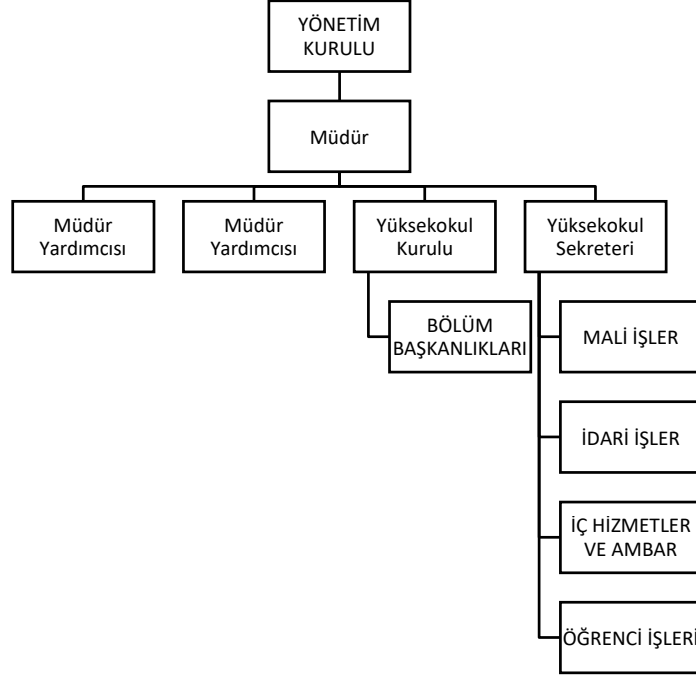 YÖNETİM
KURULU
Müdür
Müdür
Yardımcısı
Müdür
Yardımcısı
Yüksekokul
Kurulu
Yüksekokul
Sekreteri
BÖLÜM
BAŞKANLIKLARI
MALİ İŞLER
İDARİ İŞLER
İÇ HİZMETLER
VE AMBAR
ÖĞRENCİ İŞLERİ